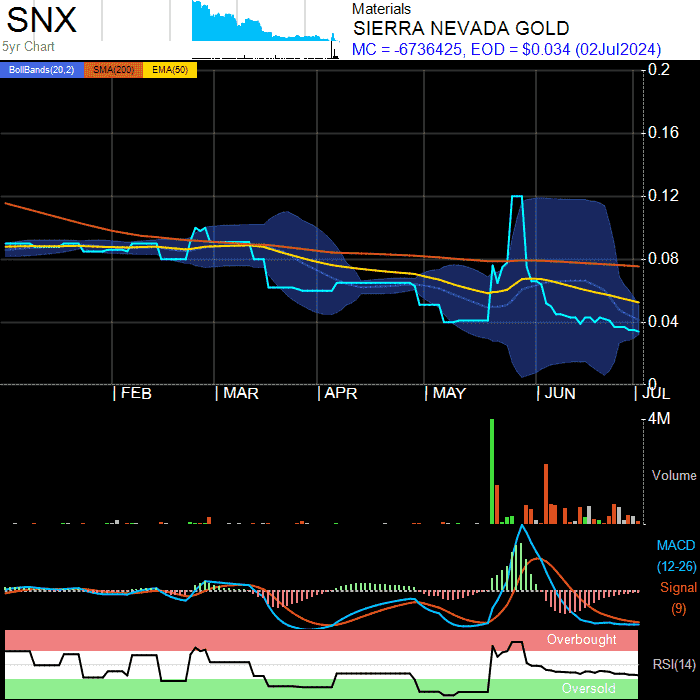 SNX
5yr Chart
Materials
SIERRA NEVADA GOLD
MC = -6736425, EOD = $0.034 (02Jul2024)
BollBands(20,2) SMA(200) EMA(50)
0.2
0.16
0.12
0.08
0.04
0
FEB MAR APR MAY JUN JUL
4M
Volume
MACD
(12-26)
Signal
(9)
Overbought
RSI(14)
Oversold